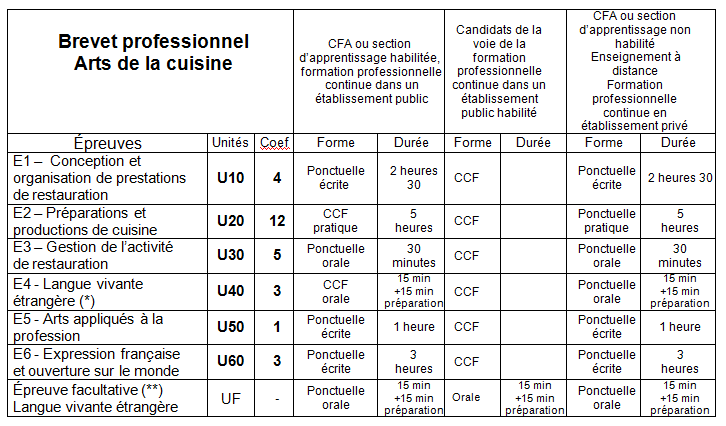 Brevet professionnel
Arts de la cuisine
CFA ou section
d'apprentissage habilitée,
formation professionnelle
continue dans un
établissement public
Candidats de la
voie de la
formation
professionnelle
continue dans un
établissement
public habilité
CFA ou section
d'apprentissage non
habilité
Enseignement à
distance
Formation
professionnelle
continue en
établissement privé
Épreuves Unités Coef Forme Durée Forme Durée Forme Durée
E1 – Conception et
organisation de prestations
de restauration
U10 4
Ponctuelle
écrite
2 heures
30
CCF
Ponctuelle
écrite
2 heures 30
E2 – Préparations et
productions de cuisine
U20 12
CCF
pratique
5
heures
CCF
Ponctuelle
pratique
5
heures
E3 – Gestion de l'activité
de restauration
U30 5
Ponctuelle
orale
30
minutes
CCF
Ponctuelle
orale
30
minutes
E4 - Langue vivante
étrangère (*)
U40 3
CCF
orale
15 min
+15 min
préparation
CCF
Ponctuelle
orale
15 min
+15 min
préparation
E5 - Arts appliqués à la
profession
U50 1
Ponctuelle
écrite
1 heure
CCF
Ponctuelle
écrite
1 heure
E6 - Expression française
et ouverture sur le monde
U60 3
Ponctuelle
écrite
3
heures
CCF
Ponctuelle
écrite
3
heures
Épreuve facultative (**)
Langue vivante étrangère
UF -
Ponctuelle
orale
15 min
+15 min
préparation
Orale
15 min
+15 min
préparation
Ponctuelle
orale
15 min
+15 min
préparation